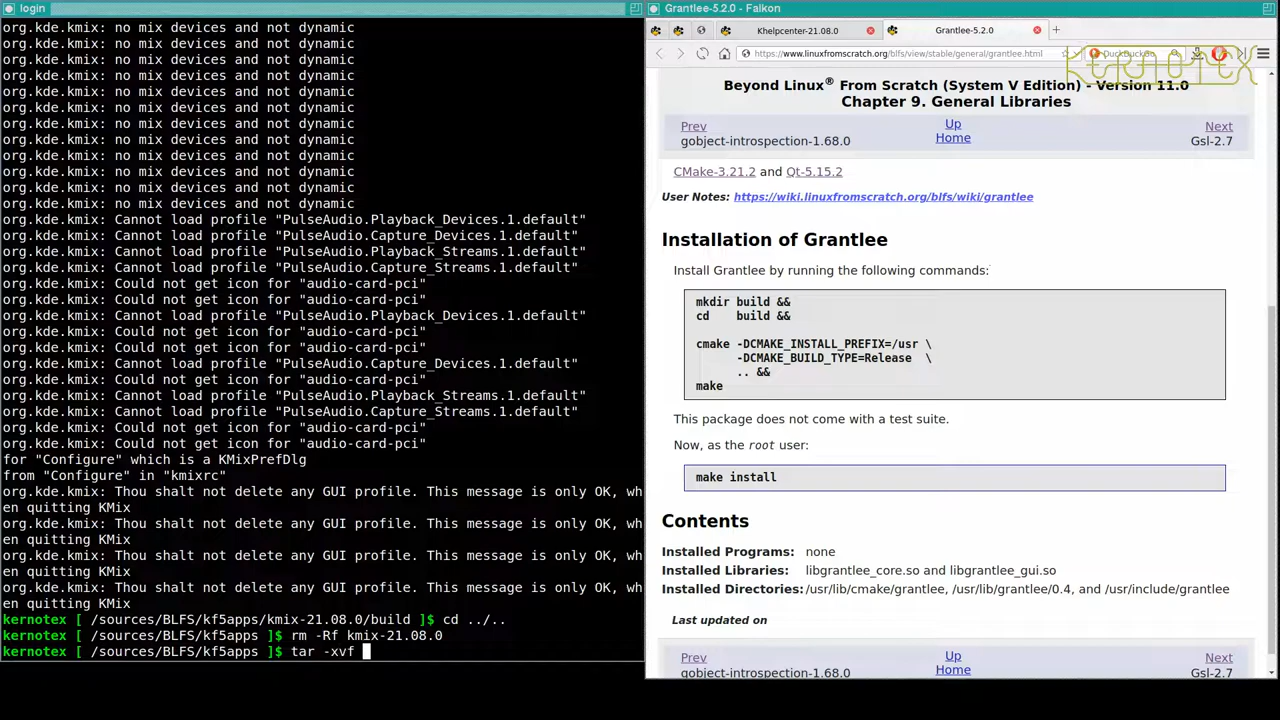 login
org.kde.kmix: no mix devices and not dynamic
org.kde.kmix: no mix devices and not dynamic
org.kde.kmix: no mix devices and not dynamic
org.kde.kmix: no mix devices and not dynamic
org.kde.kmix: no mix devices and not dynamic
org.kde.kmix: no mix devices and not dynamic
org.kde.kmix: no mix devices and not dynamic
org.kde.kmix: no mix devices and not dynamic
org.kde.kmix: no mix devices and not dynamic
org.kde.kmix: no mix devices and not dynamic
org.kde.kmix: no mix devices and not dynamic
org.kde.kmix: no mix devices and not dynamic
org.kde.kmix: Cannot load profile "PulseAudio.Playback_Devices.1.default"
org.kde.kmix: Cannot load profile "PulseAudio.Capture_Devices.1.default"
org.kde.kmix: Cannot load profile "PulseAudio.Playback_Streams.1.default"
org.kde.kmix: Cannot load profile "PulseAudio.Capture_Streams.1.default"
org.kde.kmix: Could not get icon for "audio-card-pci"
org.kde.kmix: Could not get icon for "audio-card-pci"
org.kde.kmix: Cannot load profile "PulseAudio.Playback_Devices.1.default"
org.kde.kmix: Could not get icon for "audio-card-pci"
org.kde.kmix: Could not get icon for "audio-card-pci"
org.kde.kmix: Cannot load profile "PulseAudio.Capture_Devices.1.default"
org.kde.kmix: Could not get icon for "audio-card-pci"
org.kde.kmix: Cannot load profile "PulseAudio.Playback_Streams.1.default"
org.kde.kmix: Cannot load profile "PulseAudio.Capture_Streams.1.default"
org.kde.kmix: Could not get icon for "audio-card-pci"
org.kde.kmix: Could not get icon for "audio-card-pci"
for "Configure" which is a KMixPrefDlg
from "Configure" in "kmixrc"
org.kde.kmix: Thou shalt not delete any GUI profile. This message is only OK, wh
en quitting KMix
org.kde.kmix: Thou shalt not delete any GUI profile. This message is only OK, wh
en quitting KMix
org.kde.kmix: Thou shalt not delete any GUI profile. This message is only OK, wh
en quitting KMix
org.kde.kmix: Thou shalt not delete any GUI profile. This message is only OK, wh
en quitting KMix
kernotex [ /sources/BLFS/kf5apps/kmix-21.08.0/build ]$ cd ../..
kernotex [ /sources/BLFS/kf5apps ]$ rm -Rf kmix-21.08.0
kernotex [ /sources/BLFS/kf5apps ]$ tar -xvf
Grantlee-5.2.0 - Falkon
Khelpcenter-21.08.0
Grantlee-5.2.0
https://www.linuxfromscratch.org/blfs/view/stable/general/grantlee.html
DuckDuckGo
KERNOTEX
Beyond Linux® From Scratch (System V Edition) - Version 11.0
Chapter 9. General Libraries
Prev Up Next
gobject-introspection-1.68.0 Home Gsl-2.7
CMake-3.21.2 and Qt-5.15.2
User Notes: https://wiki.linuxfromscratch.org/blfs/wiki/grantlee
Installation of Grantlee
Install Grantlee by running the following commands:
mkdir build &&
cd    build &&
cmake -DCMAKE_INSTALL_PREFIX=/usr \
-DCMAKE_BUILD_TYPE=Release  \
.. &&
make
This package does not come with a test suite.
Now, as the root user:
make install
Contents
Installed Programs: none
Installed Libraries: libgrantlee_core.so and libgrantlee_gui.so
Installed Directories: /usr/lib/cmake/grantlee, /usr/lib/grantlee/0.4, and /usr/include/grantlee
Last updated on
Prev Up Next
gobject-introspection-1.68.0 Home Gsl-2.7